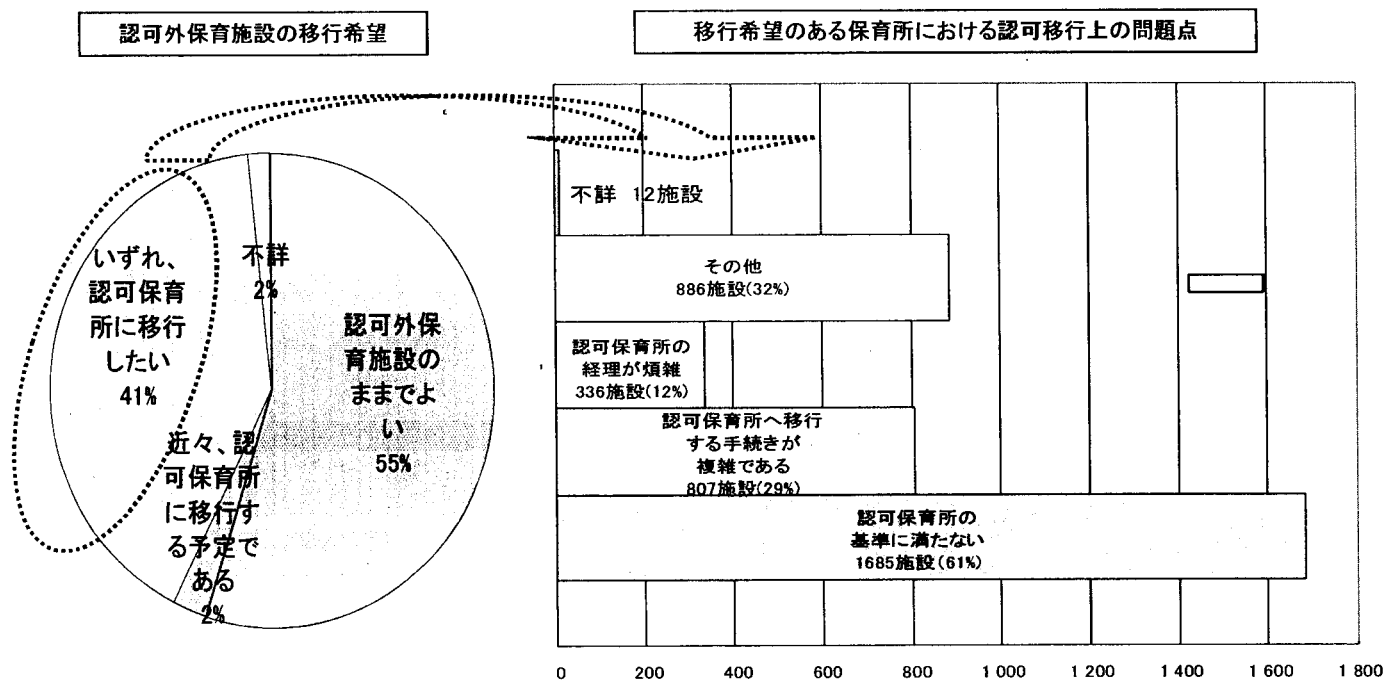 認可外保育施設の移行希望
移行希望のある保育所における認可移行上の問題点
いずれ、
認可保育
所に移行
したい
41%
不詳
2%
認可外保
育施設の
ままでよ
い
55%
近々、認
可保育所
に移行す
る予定で
ある
2%
不詳 12施設
その他
886施設(32%)
認可保育所の
経理が煩雑
336施設(12%)
認可保育所へ移行
する手続きが
複雑である
807施設(29%)
認可保育所の
基準に満たない
1685施設(61%)
0 200 400 600 800 1 000 1 200 1 400 1 600 1 800